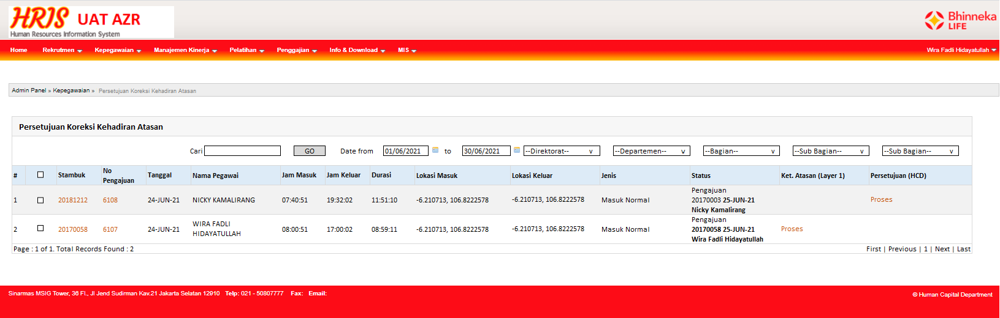 HRIS UAT AZR
Human Resources Information System
Bhinneka
LIFE
Home Rekrutmen Kepegawaian Manajemen Kinerja Pelatihan Penggajian Info & Download MIS Wira Fadli Hidayatullah
Admin Panel » Kepegawaian » Persetujuan Koreksi Kehadiran Atasan
Persetujuan Koreksi Kehadiran Atasan
Cari GO Date from 01/06/2021 to 30/06/2021 --Direktorat-- v --Departemen-- v --Bagian-- v --Sub Bagian-- v --Sub Bagian-- v
# Stambuk No Pengajuan Tanggal Nama Pegawai Jam Masuk Jam Keluar Durasi Lokasi Masuk Lokasi Keluar Jenis Status Ket. Atasan (Layer 1) Persetujuan (HCD)
1 20181212 6108 24-JUN-21 NICKY KAMALIRANG 07:40:51 19:32:02 11:51:10 -6.210713, 106.8222578 -6.210713, 106.8222578 Masuk Normal Pengajuan
20170003 25-JUN-21
Nicky Kamalirang
Proses
2 20170058 6107 24-JUN-21 WIRA FADLI
HIDAYATULLAH
08:00:51 17:00:02 08:59:11 -6.210713, 106.8222578 -6.210713, 106.8222578 Masuk Normal Pengajuan
20170058 25-JUN-21
Wira Fadli Hidayatullah
Proses
Page : 1 of 1. Total Records Found : 2 First | Previous | 1 | Next | Last
Sinarmas MSIG Tower, 36 Fl., Jl Jend Sudirman Kav.21 Jakarta Selatan 12910 Telp: 021 - 50807777 Fax: Email: © Human Capital Department